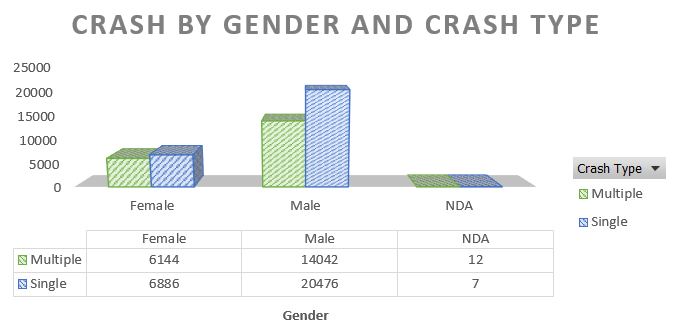 CRASH BY GENDER AND CRASH TYPE
25000
20000
15000
10000
5000
0
Female Male NDA
Crash Type
Multiple
Single
Female Male NDA
Multiple 6144 14042 12
Single 6886 20476 7
Gender